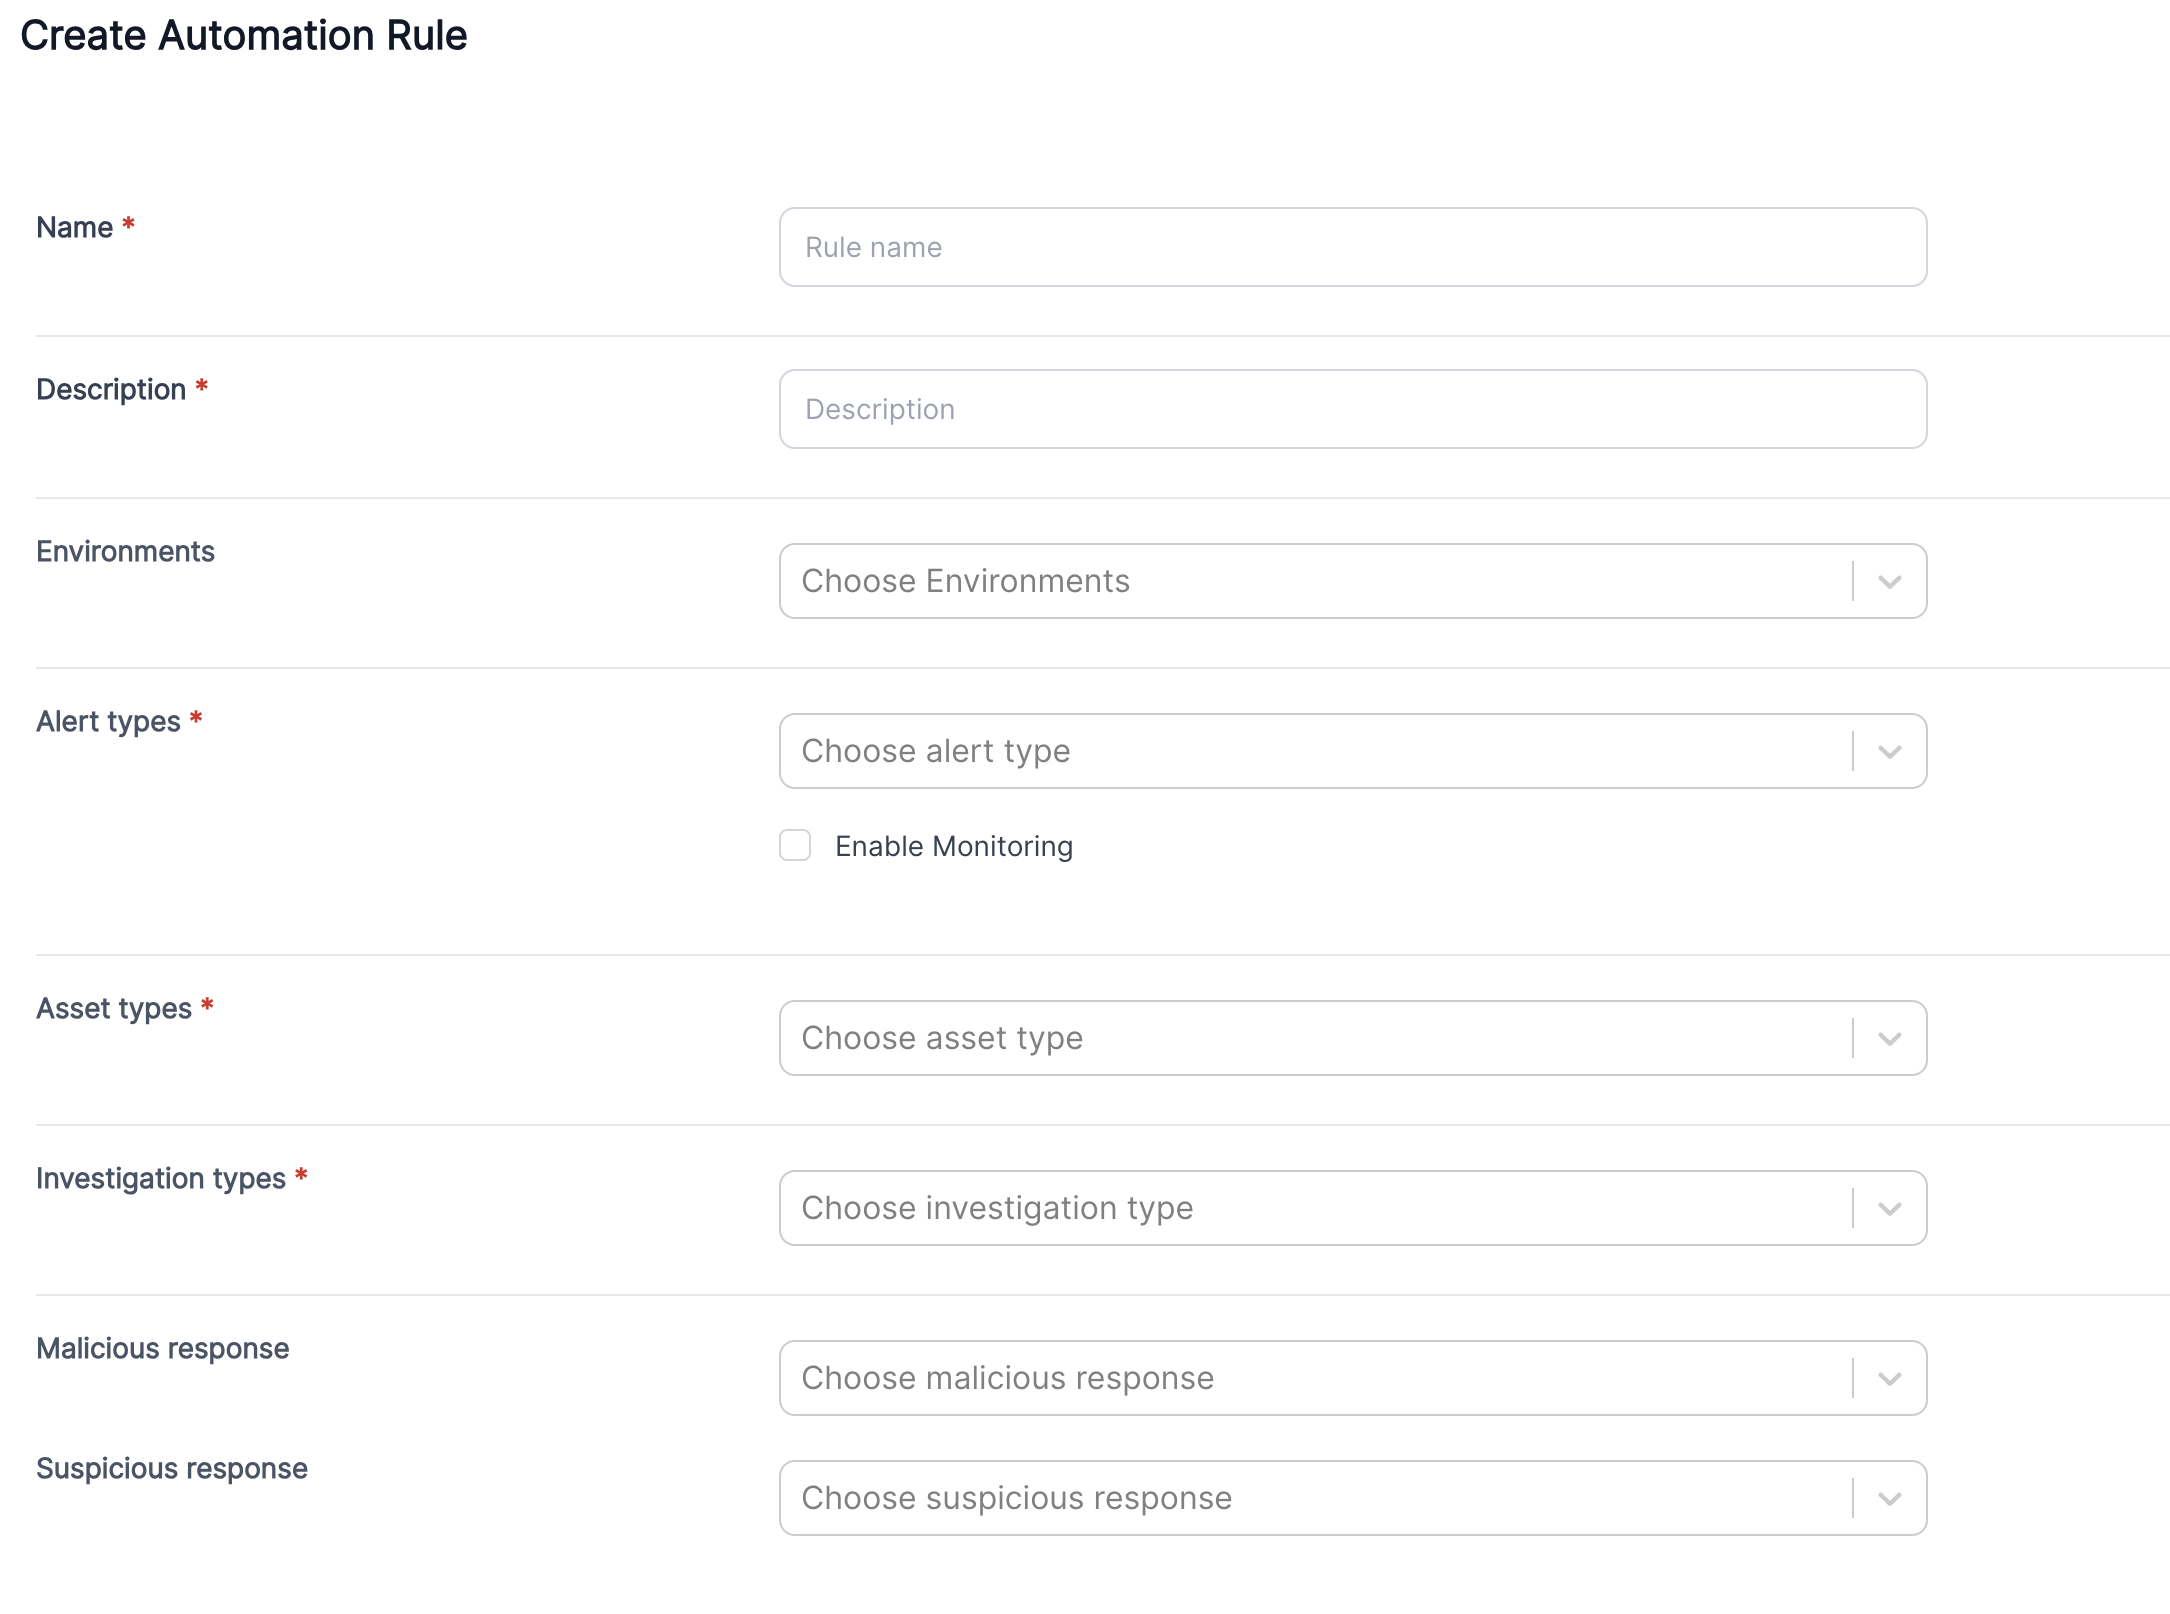 Create Automation Rule
Name *
Rule name
Description *
Description
Environments
Choose Environments
Alert types *
Choose alert type
Enable Monitoring
Asset types *
Choose asset type
Investigation types *
Choose investigation type
Malicious response
Choose malicious response
Suspicious response
Choose suspicious response